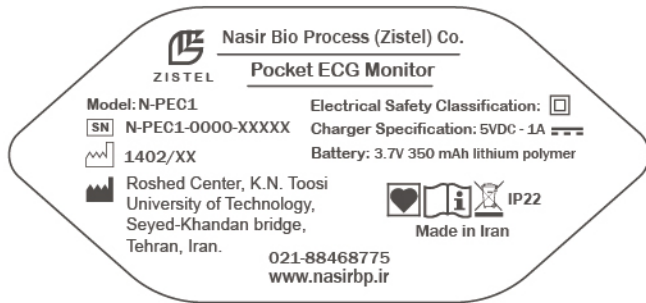 Nasir Bio Process (Zistel) Co.
ZISTEL
Pocket ECG Monitor
Model: N-PEC1
SN N-PEC1-0000-XXXXX
1402/XX
Roshed Center, K.N. Toosi
University of Technology,
Seyed-Khandan bridge,
Tehran, Iran.
Electrical Safety Classification:
Charger Specification: 5VDC - 1A
Battery: 3.7V 350 mAh lithium polymer
i IP22
Made in Iran
021-88468775
www.nasirbp.ir